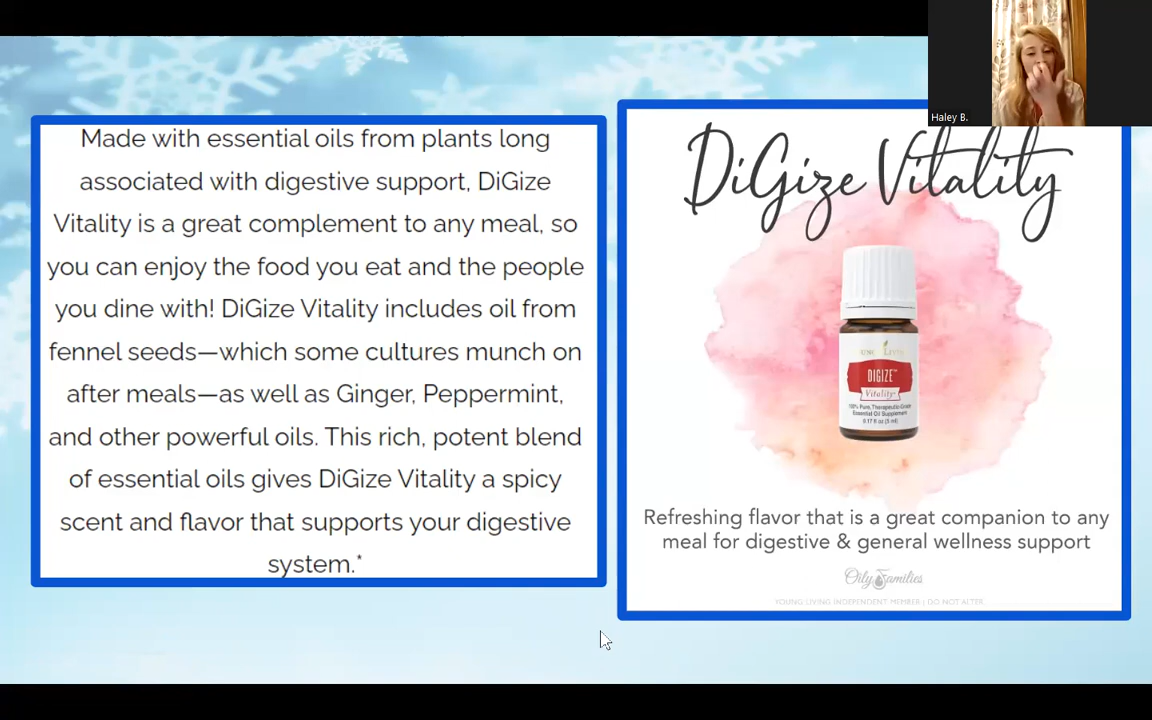 Made with essential oils from plants long
associated with digestive support, DiGize
Vitality is a great complement to any meal, so
you can enjoy the food you eat and the people
you dine with! DiGize Vitality includes oil from
fennel seeds—which some cultures munch on
after meals—as well as Ginger, Peppermint,
and other powerful oils. This rich, potent blend
of essential oils gives DiGize Vitality a spicy
scent and flavor that supports your digestive
system.*
Haley B.
DiGize Vitality
Young Living
DIGIZE™
Vitality™
100% Pure, Therapeutic-Grade
Essential Oil Supplement
0.17 fl oz (5 ml)
Refreshing flavor that is a great companion to any
meal for digestive & general wellness support
Oily Families
YOUNG LIVING INDEPENDENT MEMBER | DO NOT ALTER